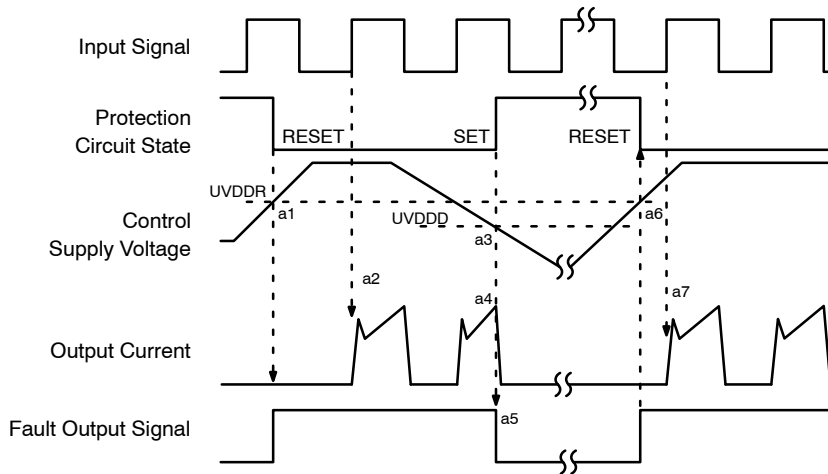 Input Signal
Protection
Circuit State
RESET
SET
RESET
UVDDR
a1
UVDDD
a3
a6
Control
Supply Voltage
a2
a4
a7
Output Current
a5
Fault Output Signal